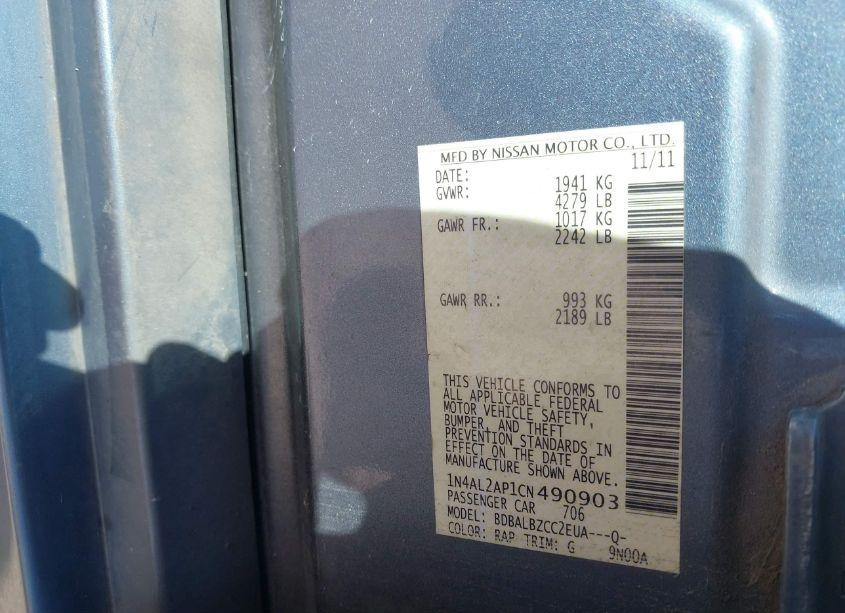 MFD BY NISSAN MOTOR CO., LTD.
DATE: 11/11
GVWR: 1941 KG
4279 LB
GAWR FR.: 1017 KG
2242 LB
GAWR RR.: 993 KG
2189 LB
THIS VEHICLE CONFORMS TO
ALL APPLICABLE FEDERAL
MOTOR VEHICLE SAFETY,
BUMPER, AND THEFT
PREVENTION STANDARDS IN
EFFECT ON THE DATE OF
MANUFACTURE SHOWN ABOVE.
1N4AL2AP1CN490903
PASSENGER CAR 706
MODEL: BDBALBZCC2EUA---Q-
COLOR: RAP TRIM: G 9N00A